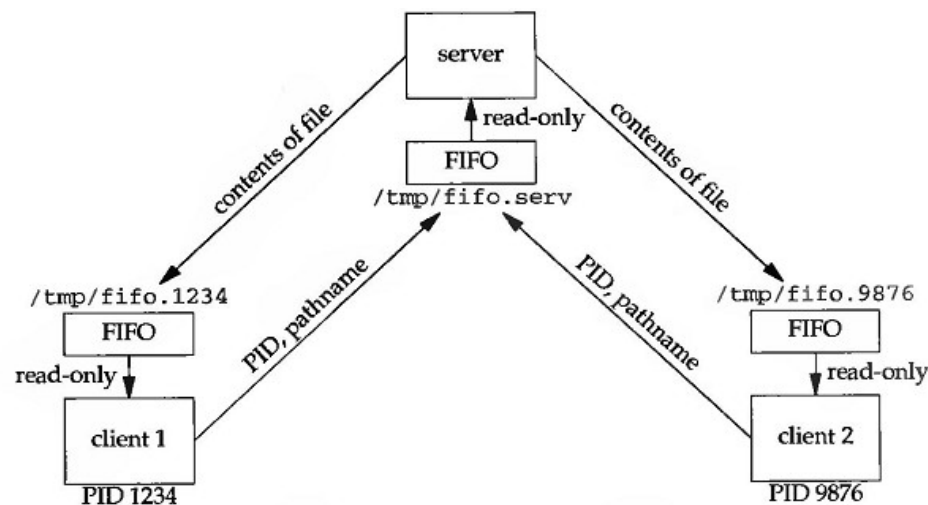 server
read-only
contents of file
contents of file
FIFO
/tmp/fifo.serv
/tmp/fifo.1234
PID, pathname
PID, pathname
/tmp/fifo.9876
FIFO
FIFO
read-only
read-only
client 1
client 2
PID 1234
PID 9876